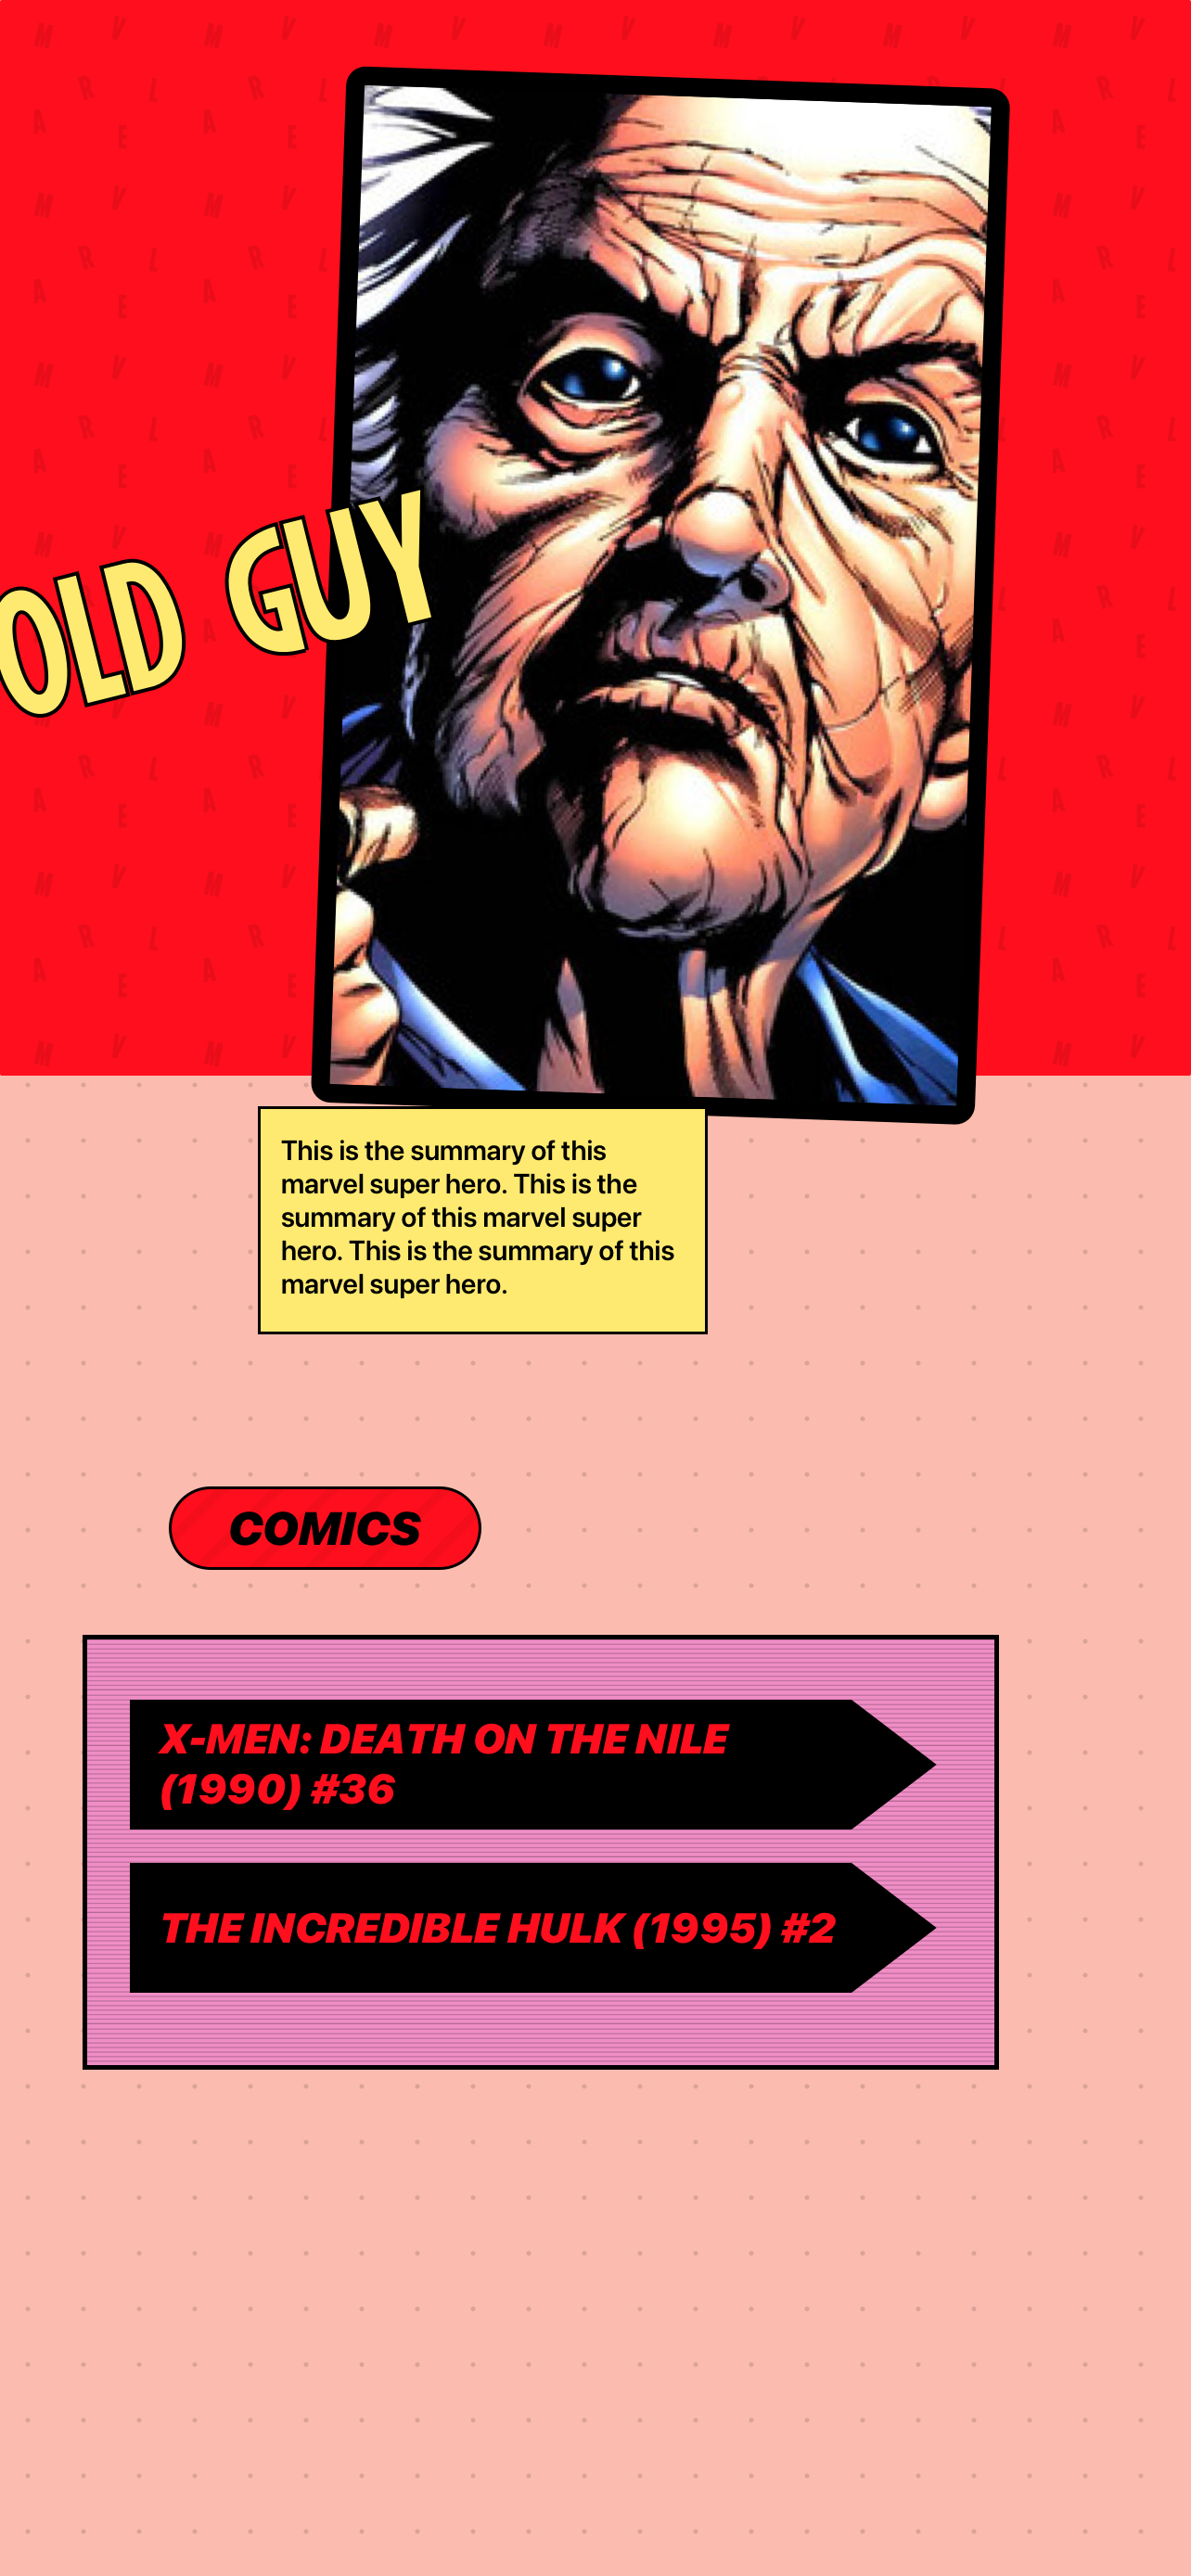 OLD GUY
This is the summary of this
marvel super hero. This is the
summary of this marvel super
hero. This is the summary of this
marvel super hero.
COMICS
X-MEN: DEATH ON THE NILE
(1990) #36
THE INCREDIBLE HULK (1995) #2